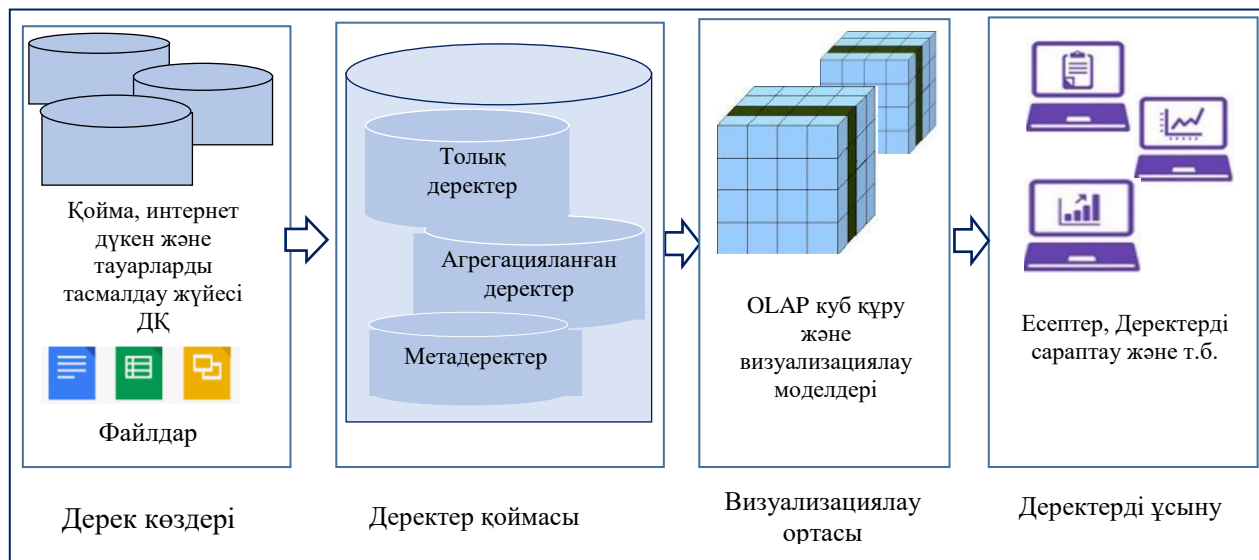 Қойма, интернет
дүкен және
тауарларды
тасмалдау жүйесі
ДҚ
Файлдар
Дерек көздері
Толық
деректер
Агрегацияланған
деректер
Метадеректер
Деректер қоймасы
OLAP куб құру
және
визуализациялау
моделдері
Визуализациялау
ортасы
Есептер, Деректерді
сараптау және т.б.
Деректерді ұсыну